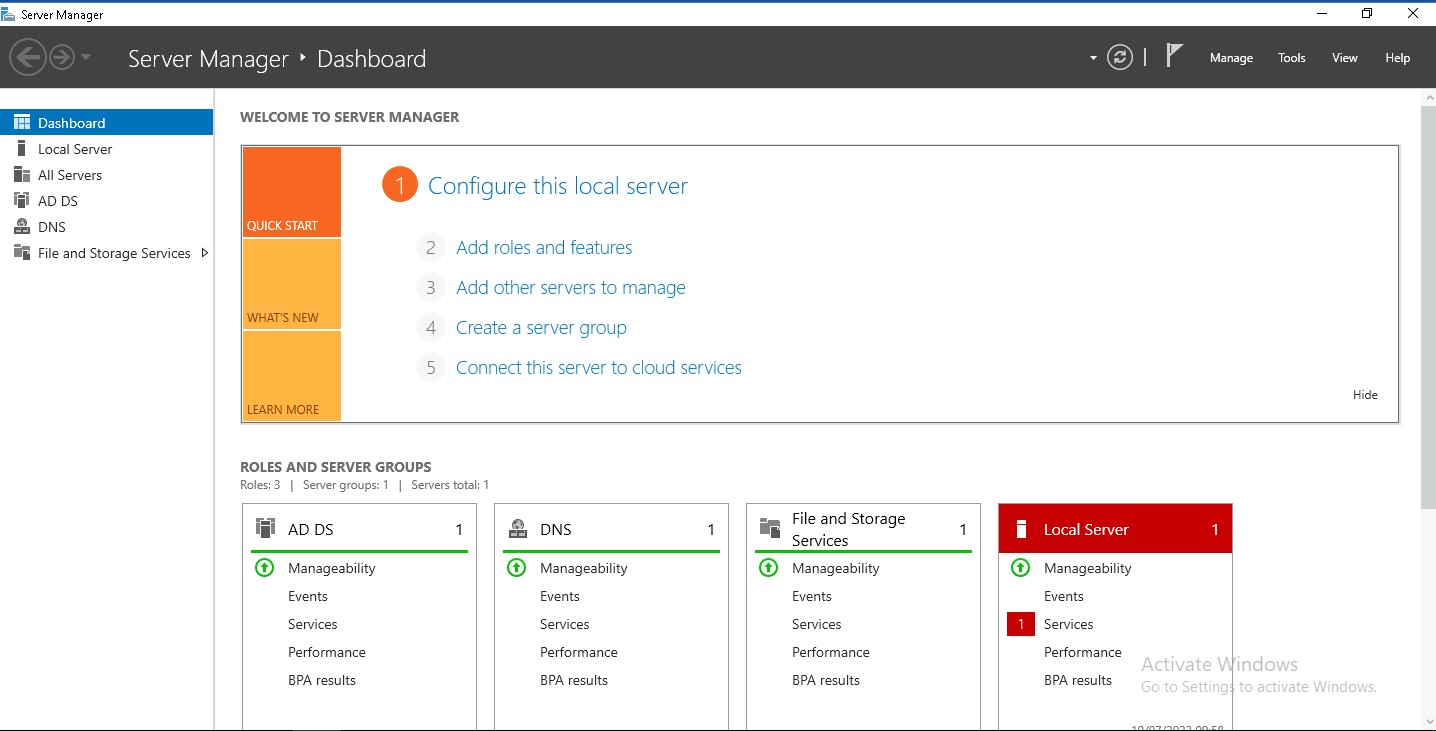 Server Manager
Server Manager ‣ Dashboard
Manage Tools View Help
Dashboard
Local Server
All Servers
AD DS
DNS
File and Storage Services
WELCOME TO SERVER MANAGER
QUICK START
WHAT'S NEW
LEARN MORE
1 Configure this local server
2 Add roles and features
3 Add other servers to manage
4 Create a server group
5 Connect this server to cloud services
Hide
ROLES AND SERVER GROUPS
Roles: 3 | Server groups: 1 | Servers total: 1
AD DS 1
Manageability
Events
Services
Performance
BPA results
DNS 1
Manageability
Events
Services
Performance
BPA results
File and Storage
Services 1
Manageability
Events
Services
Performance
BPA results
Local Server 1
Manageability
Events
1 Services
Performance
BPA results
Activate Windows
Go to Settings to activate Windows.